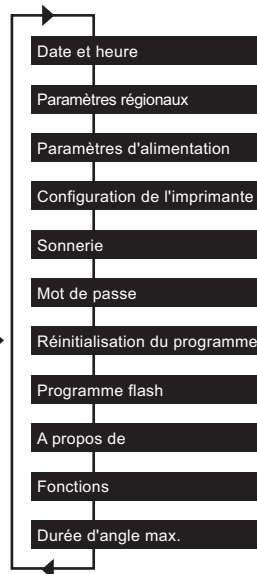 Date et heure
Paramètres régionaux
Paramètres d'alimentation
Configuration de l'imprimante
Sonnerie
Mot de passe
Réinitialisation du programme
Programme flash
A propos de
Fonctions
Durée d'angle max.